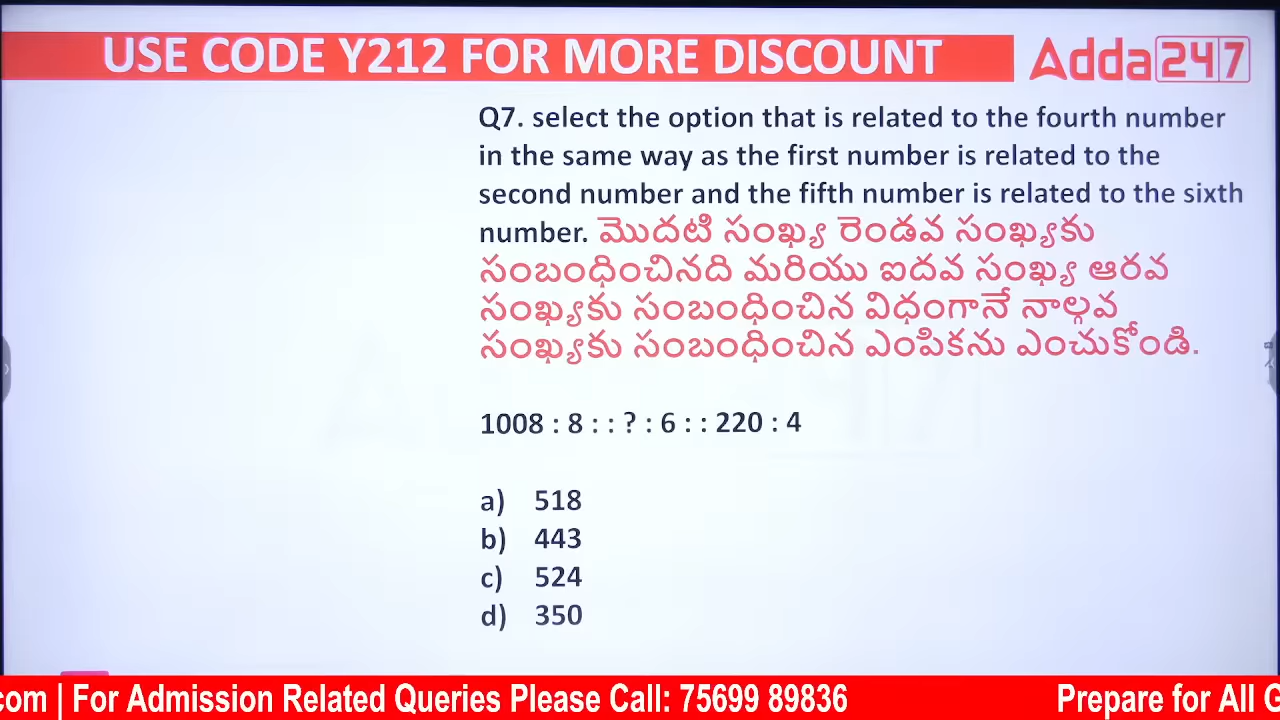 USE CODE Y212 FOR MORE DISCOUNT
Adda247
Q7. select the option that is related to the fourth number
in the same way as the first number is related to the
second number and the fifth number is related to the sixth
number. మొదటి సంఖ్య రెండవ సంఖ్యకు
సంబంధించినది మరియు ఐదవ సంఖ్య ఆరవ
సంఖ్యకు సంబంధించిన విధంగానే నాల్గవ
సంఖ్యకు సంబంధించిన ఎంపికను ఎంచుకోండి.
1008 : 8 : : ? : 6 : : 220 : 4
a) 518
b) 443
c) 524
d) 350
com | For Admission Related Queries Please Call: 75699 89836 Prepare for All G